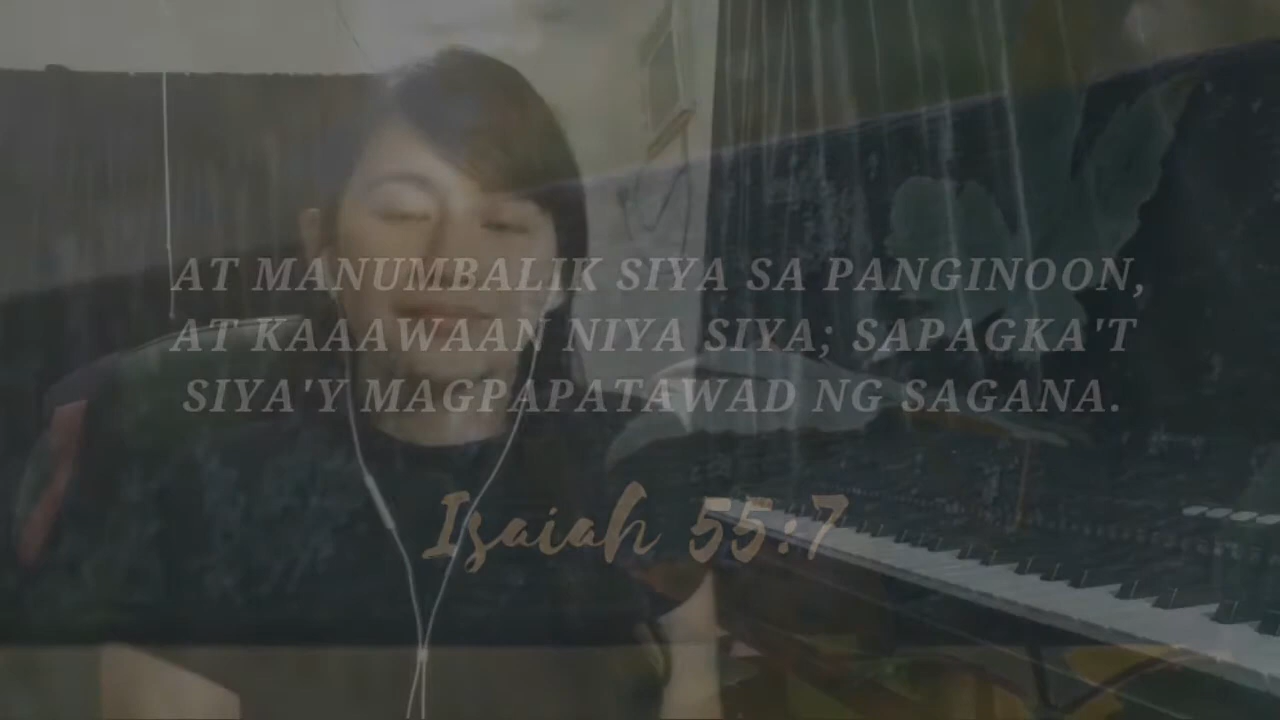 AT MANUMBALIK SIYA SA PANGINOON,
AT KAAAWAAN NIYA SIYA; SAPAGKA'T
SIYA'Y MAGPAPATAWAD NG SAGANA.
Isaiah 55:7